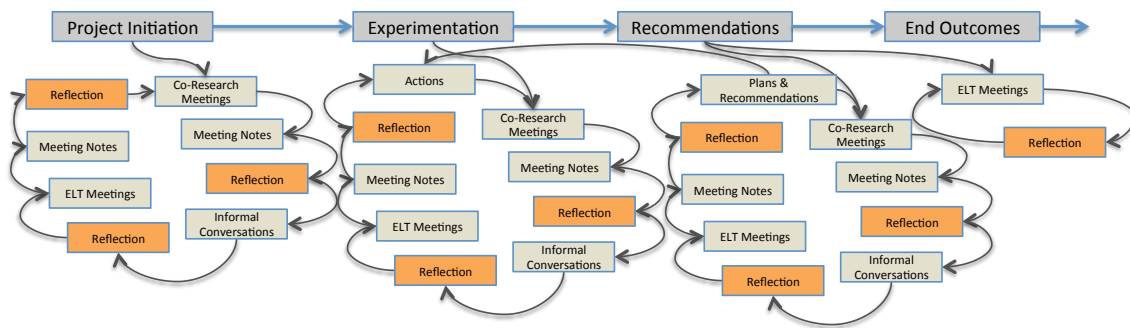 Project Initiation
Experimentation
Recommendations
End Outcomes
Reflection
Co-Research
Meetings
Meeting Notes
Meeting Notes
Reflection
ELT Meetings
Informal
Conversations
Reflection
Actions
Co-Research
Meetings
Reflection
Meeting Notes
Meeting Notes
Reflection
ELT Meetings
Informal
Conversations
Reflection
Plans &
Recommendations
Co-Research
Meetings
Reflection
Meeting Notes
Meeting Notes
Reflection
ELT Meetings
Informal
Conversations
Reflection
ELT Meetings
Reflection